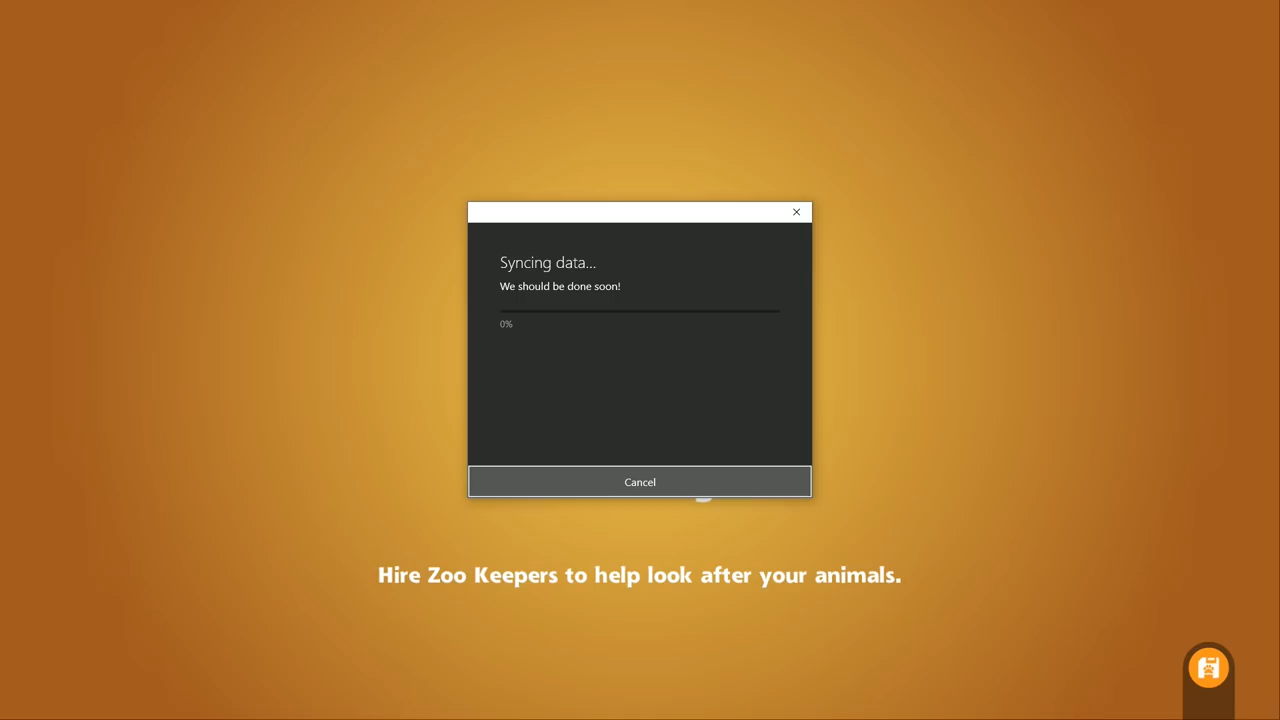 Syncing data...
We should be done soon!
0%
Cancel
Hire Zoo Keepers to help look after your animals.